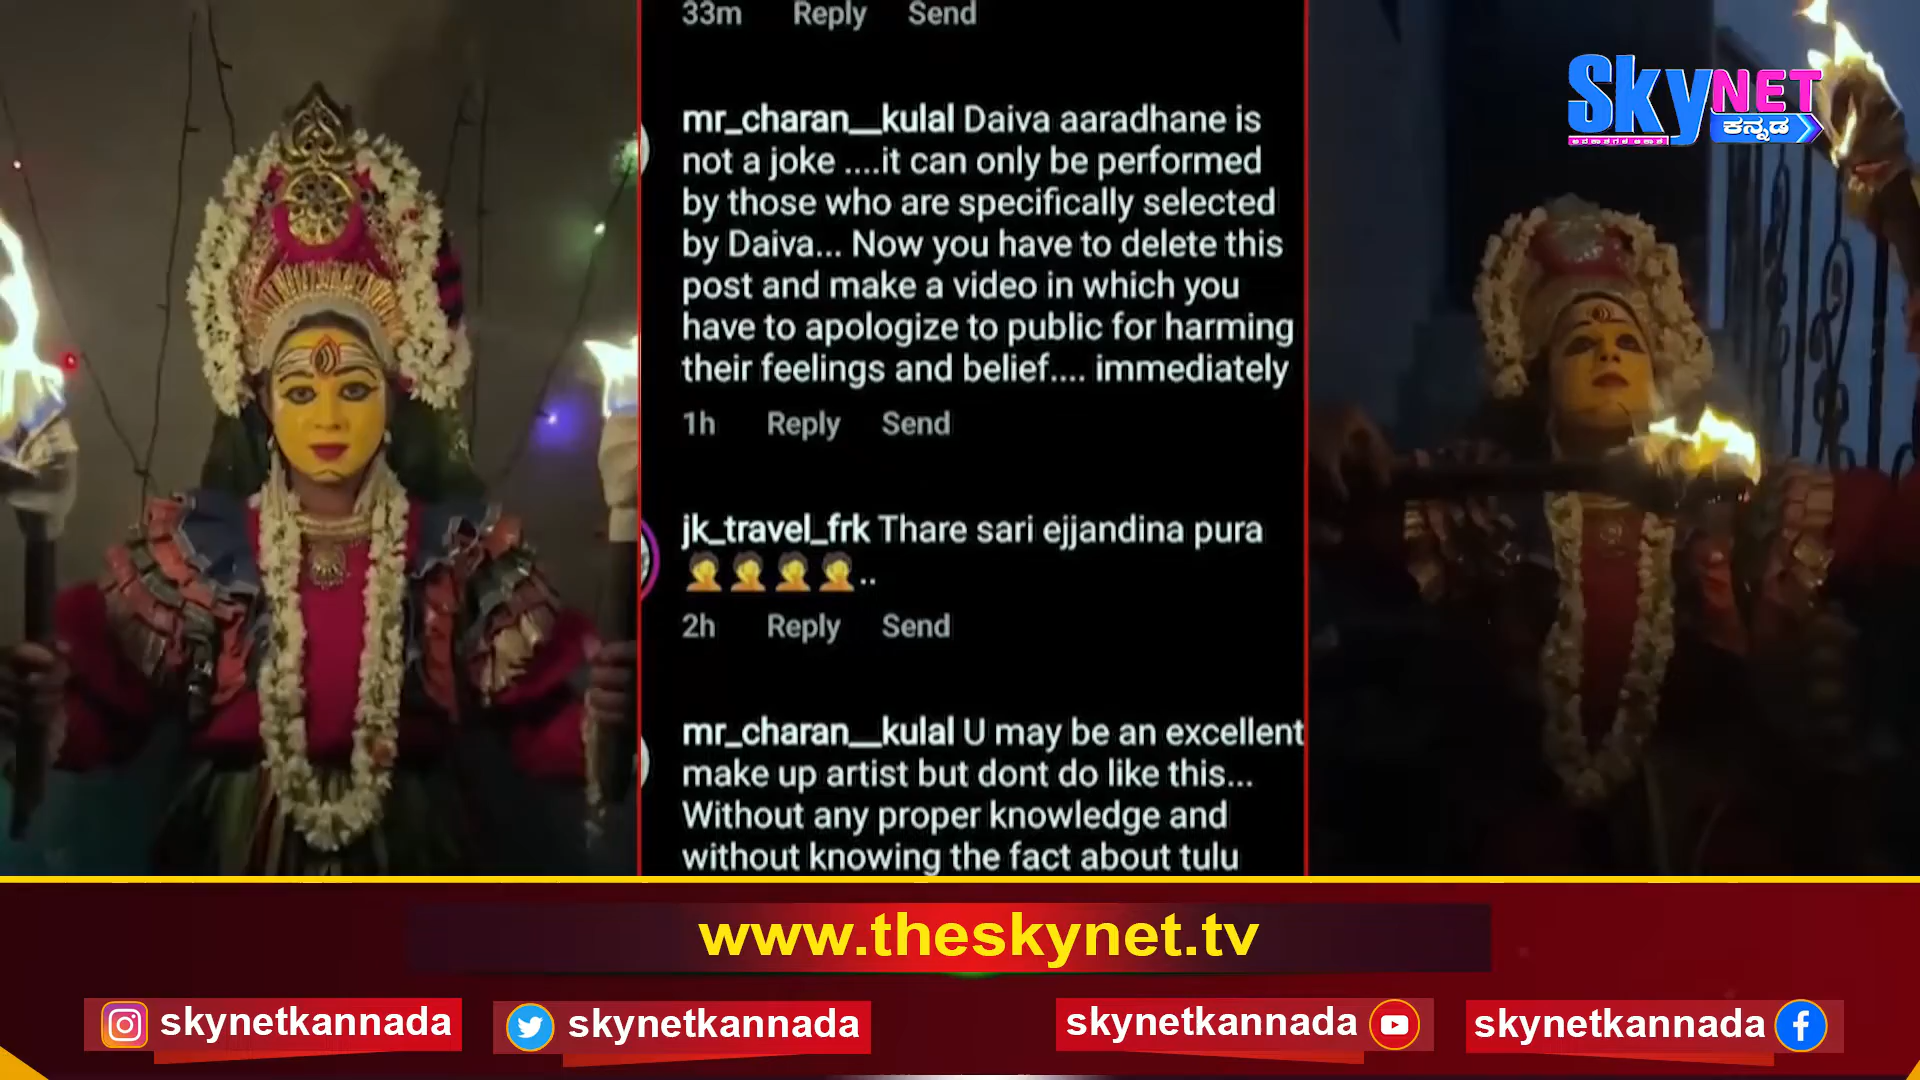 33m Reply Send
mr_charan__kulal Daiva aaradhane is
not a joke ....it can only be performed
by those who are specifically selected
by Daiva... Now you have to delete this
post and make a video in which you
have to apologize to public for harming
their feelings and belief.... immediately
1h Reply Send
jk_travel_frk Thare sari ejjandina pura
🤦🤦🤦🤦..
2h Reply Send
mr_charan__kulal U may be an excellent
make up artist but dont do like this...
Without any proper knowledge and
without knowing the fact about tulu
SkyNET
ಕನ್ನಡ
www.theskynet.tv
skynetkannada
skynetkannada
skynetkannada
skynetkannada